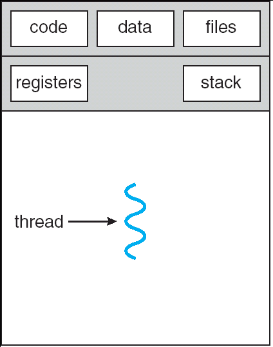 code data files
registers stack
thread